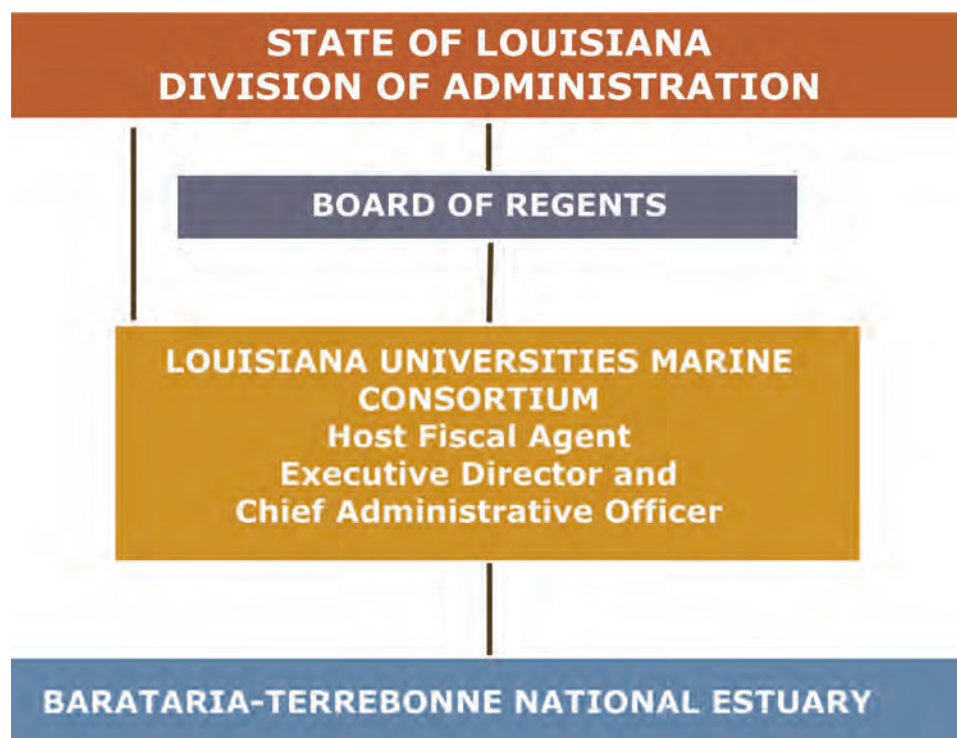 STATE OF LOUISIANA
DIVISION OF ADMINISTRATION
BOARD OF REGENTS
LOUISIANA UNIVERSITIES MARINE
CONSORTIUM
Host Fiscal Agent
Executive Director and
Chief Administrative Officer
BARATARIA-TERREBONNE NATIONAL ESTUARY